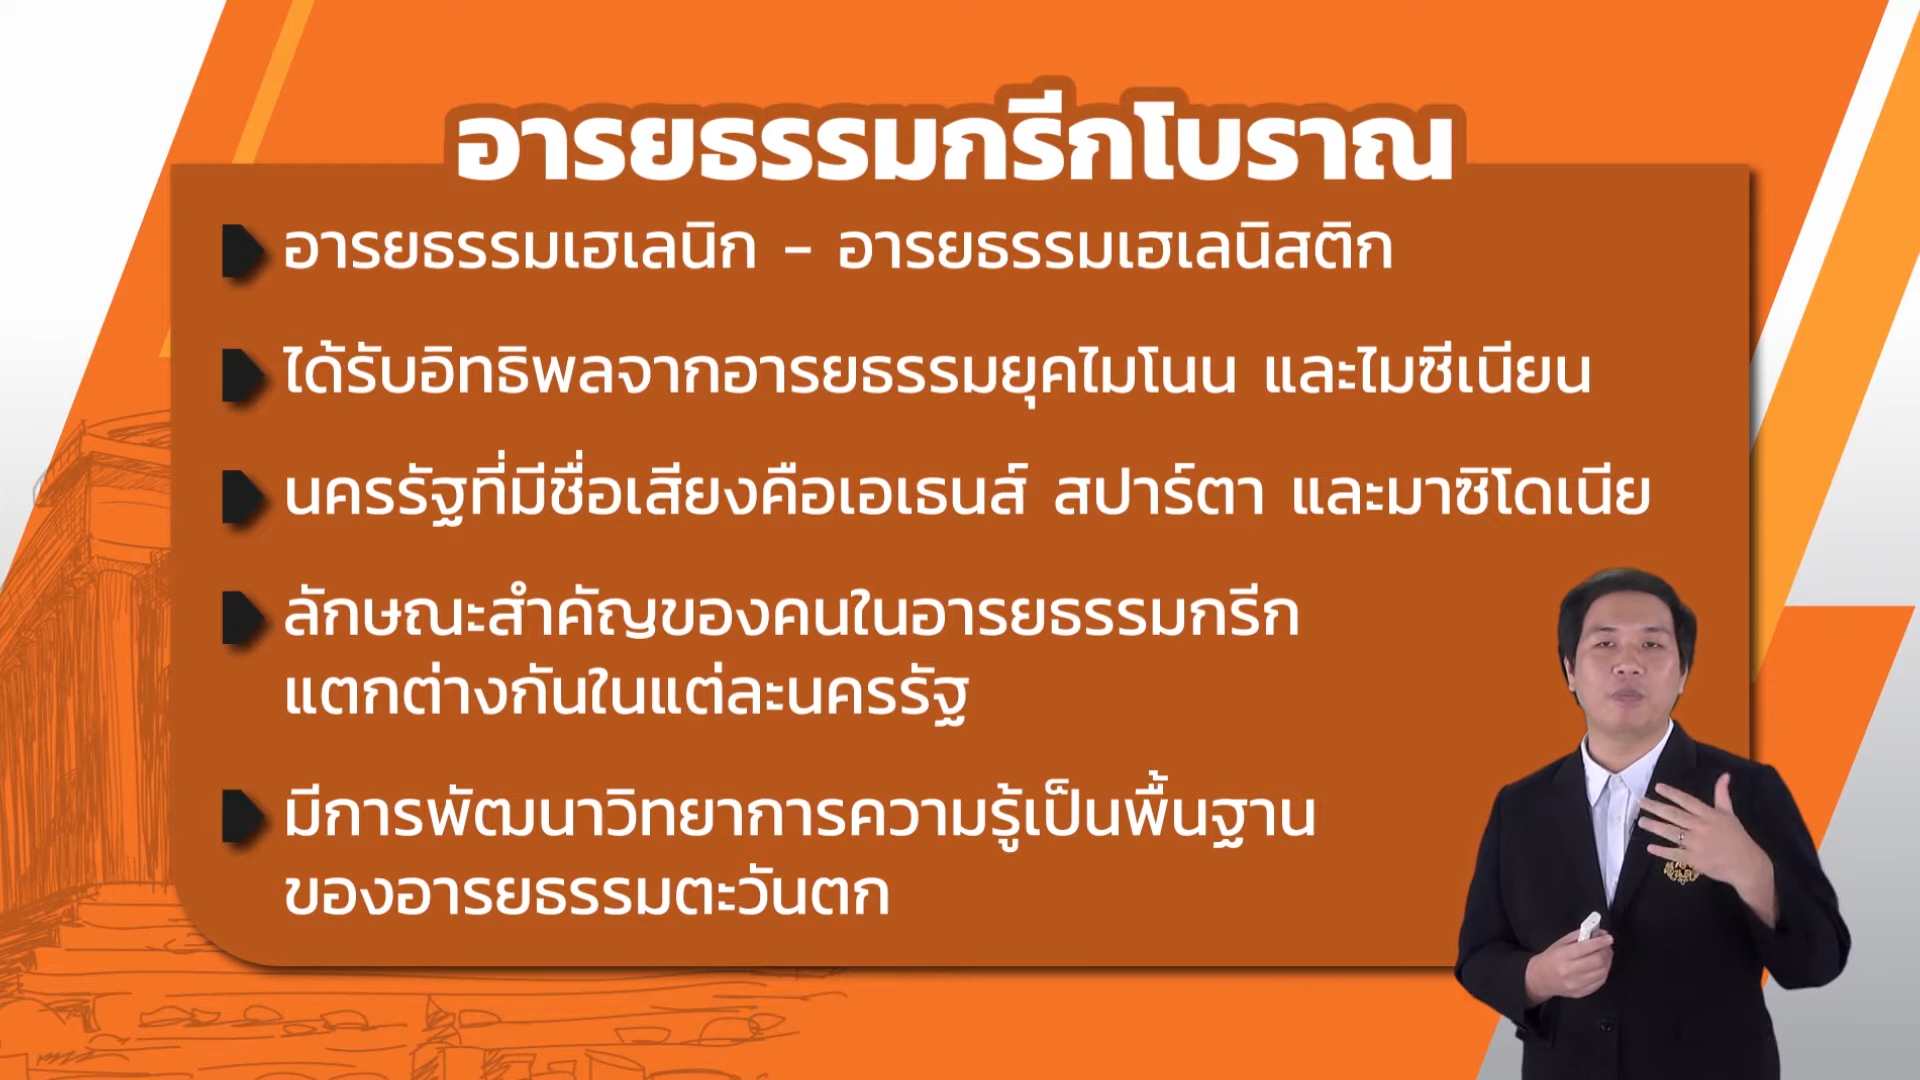 อารยธรรมกรีกโบราณ
อารยธรรมเฮเลนิก - อารยธรรมเฮเลนิสติก
ได้รับอิทธิพลจากอารยธรรมยุคไมโนน และไมซีเนียน
นครรัฐที่มีชื่อเสียงคือเอเธนส์ สปาร์ตา และมาซิโดเนีย
ลักษณะสำคัญของคนในอารยธรรมกรีก
แตกต่างกันในแต่ละนครรัฐ
มีการพัฒนาวิทยาการความรู้เป็นพื้นฐาน
ของอารยธรรมตะวันตก